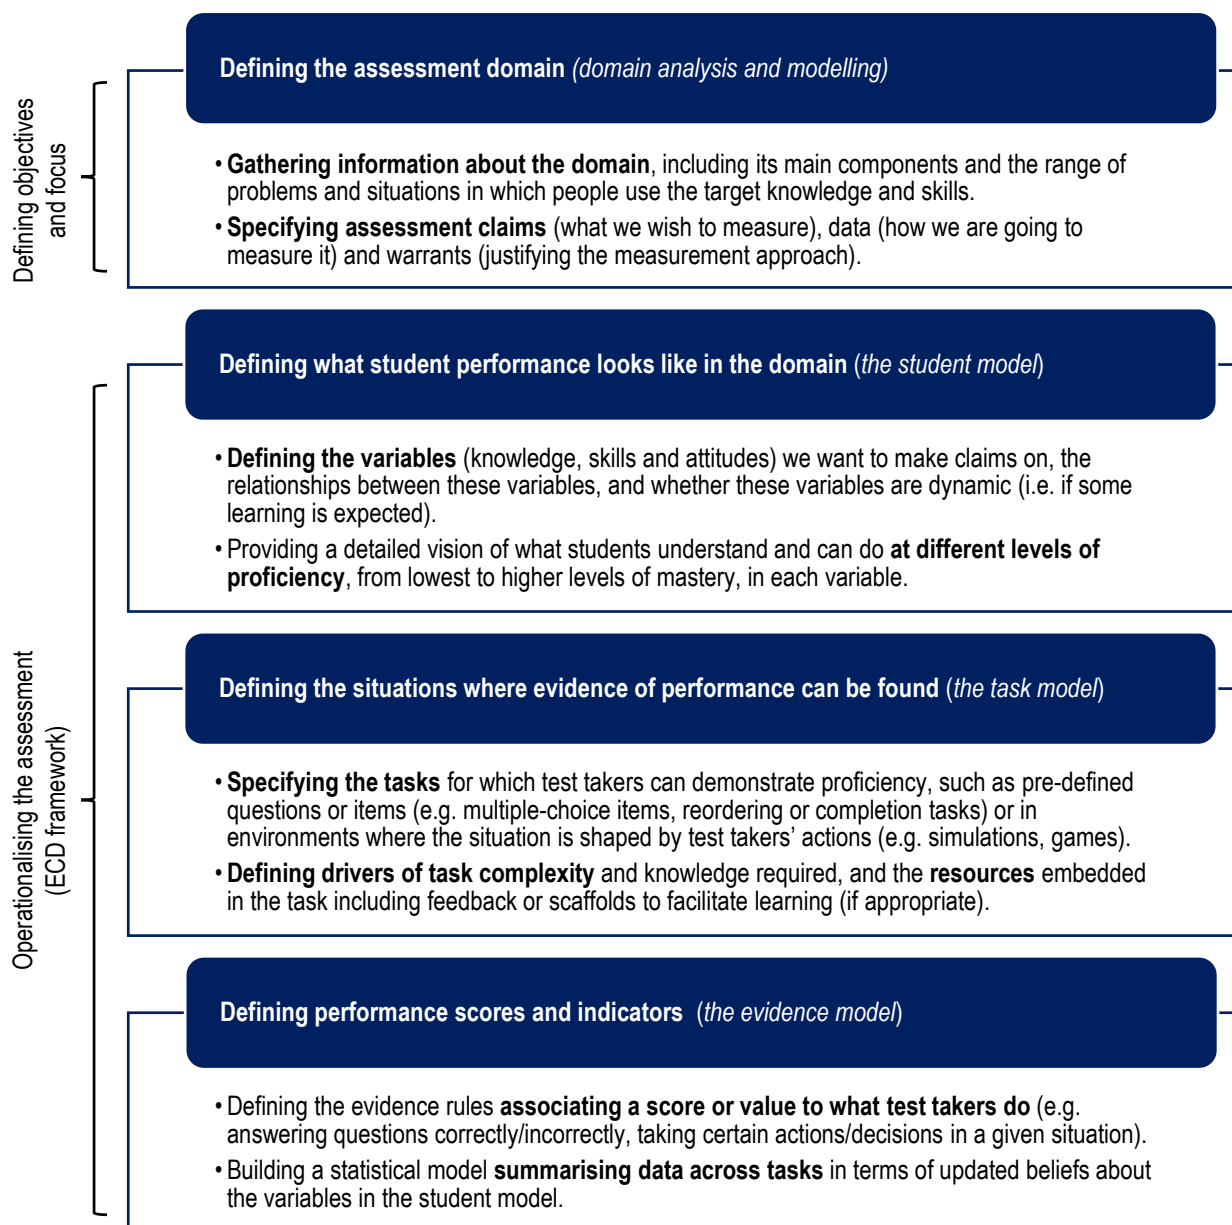 Defining objectives
and focus
Defining the assessment domain (domain analysis and modelling)
• Gathering information about the domain, including its main components and the range of
problems and situations in which people use the target knowledge and skills.
• Specifying assessment claims (what we wish to measure), data (how we are going to
measure it) and warrants (justifying the measurement approach).
Operationalising the assessment
(ECD framework)
Defining what student performance looks like in the domain (the student model)
• Defining the variables (knowledge, skills and attitudes) we want to make claims on, the
relationships between these variables, and whether these variables are dynamic (i.e. if some
learning is expected).
• Providing a detailed vision of what students understand and can do at different levels of
proficiency, from lowest to higher levels of mastery, in each variable.
Defining the situations where evidence of performance can be found (the task model)
• Specifying the tasks for which test takers can demonstrate proficiency, such as pre-defined
questions or items (e.g. multiple-choice items, reordering or completion tasks) or in
environments where the situation is shaped by test takers’ actions (e.g. simulations, games).
• Defining drivers of task complexity and knowledge required, and the resources embedded
in the task including feedback or scaffolds to facilitate learning (if appropriate).
Defining performance scores and indicators (the evidence model)
• Defining the evidence rules associating a score or value to what test takers do (e.g.
answering questions correctly/incorrectly, taking certain actions/decisions in a given situation).
• Building a statistical model summarising data across tasks in terms of updated beliefs about
the variables in the student model.